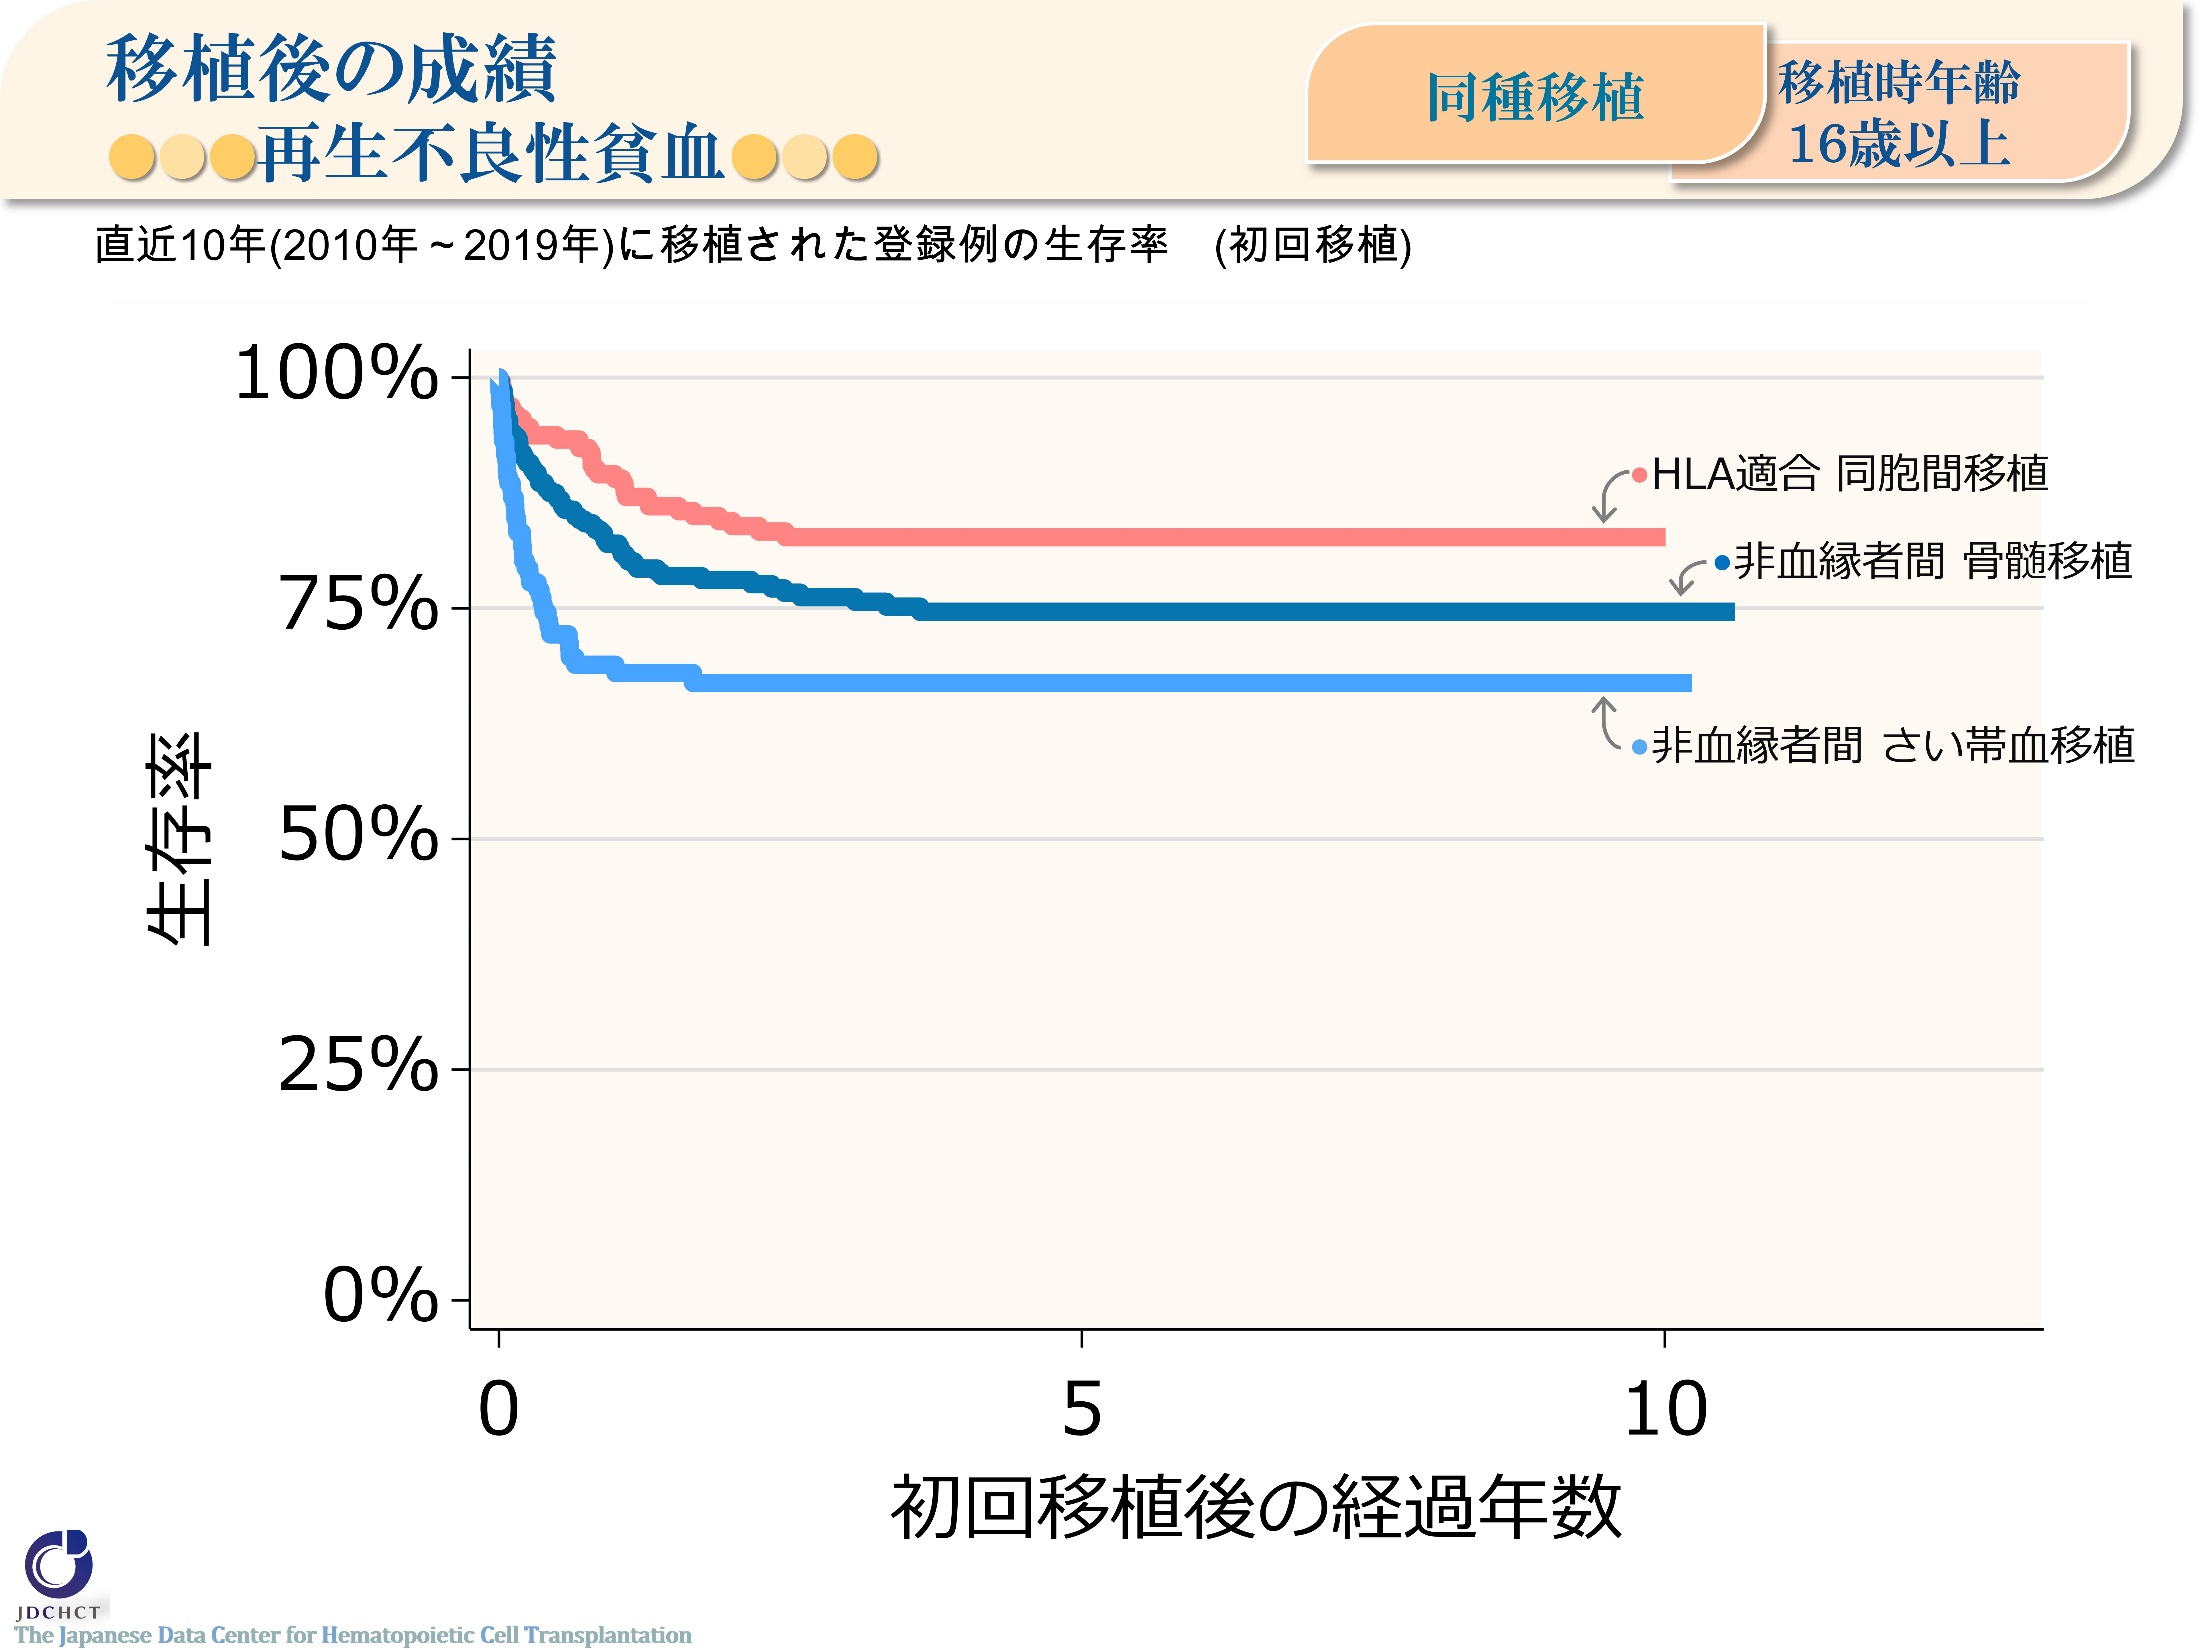 移植後の成績
再生不良性貧血
同種移植
移植時年齢
16歳以上
直近10年(2010年～2019年)に移植された登録例の生存率　(初回移植)
100%
75%
50%
25%
0%
生存率
HLA適合 同胞間移植
非血縁者間 骨髄移植
非血縁者間 さい帯血移植
0 5 10
初回移植後の経過年数
JDCHCT
The Japanese Data Center for Hematopoietic Cell Transplantation